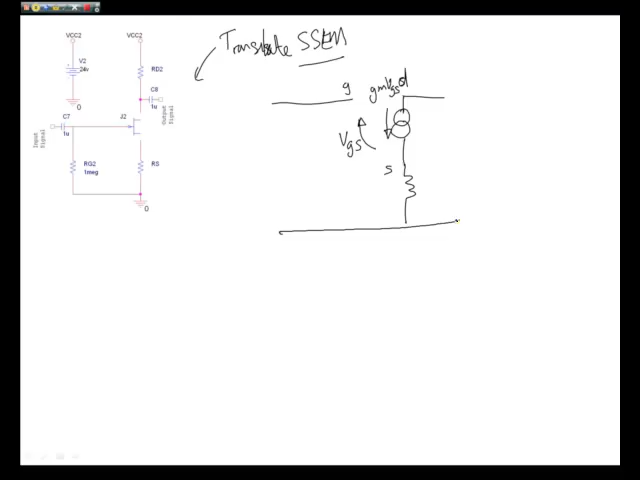 VCC2
VCC2
V2
24v
RD2
C8
1u
0
Output Signal
J2
C7
1u
Input Signal
RG2
1meg
RS
0
Translate SSEM
g
gmVgs
d
Vgs
s